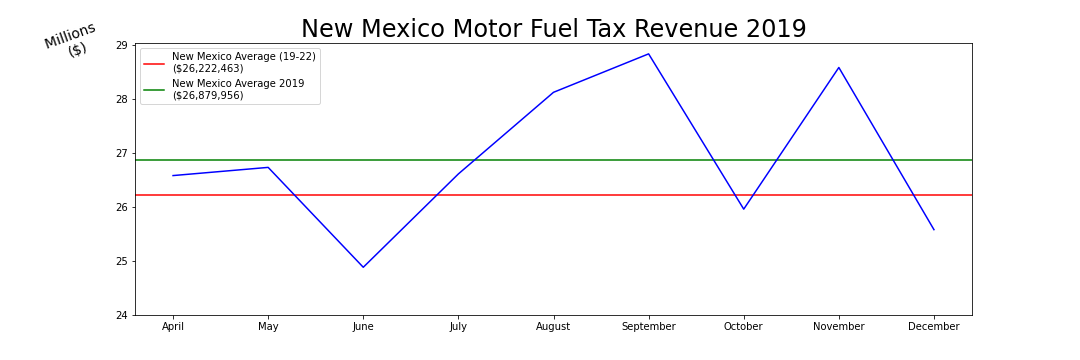 New Mexico Motor Fuel Tax Revenue 2019
Millions
($)
29
28
27
26
25
24
New Mexico Average (19-22)
($26,222,463)
New Mexico Average 2019
($26,879,956)
April May June July August September October November December